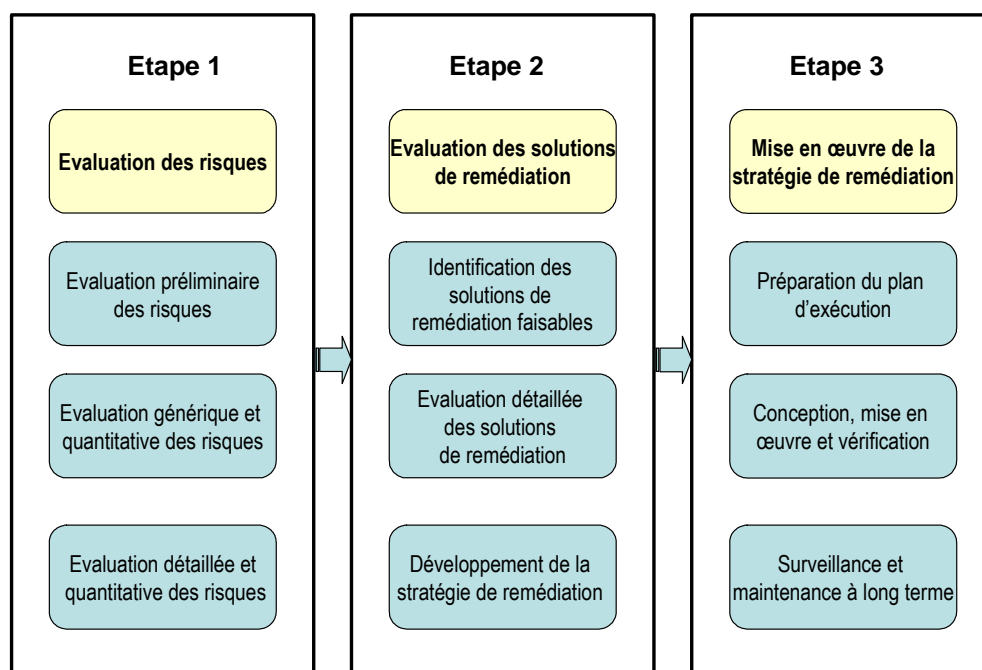 Etape 1
Evaluation des risques
Evaluation préliminaire
des risques
Evaluation générique et
quantitative des risques
Evaluation détaillée et
quantitative des risques
Etape 2
Evaluation des solutions
de remédiation
Identification des
solutions de
remédiation faisables
Evaluation détaillée
des solutions
de remédiation
Développement de la
stratégie de remédiation
Etape 3
Mise en œuvre de la
stratégie de remédiation
Préparation du plan
d’exécution
Conception, mise en
œuvre et vérification
Surveillance et
maintenance à long terme